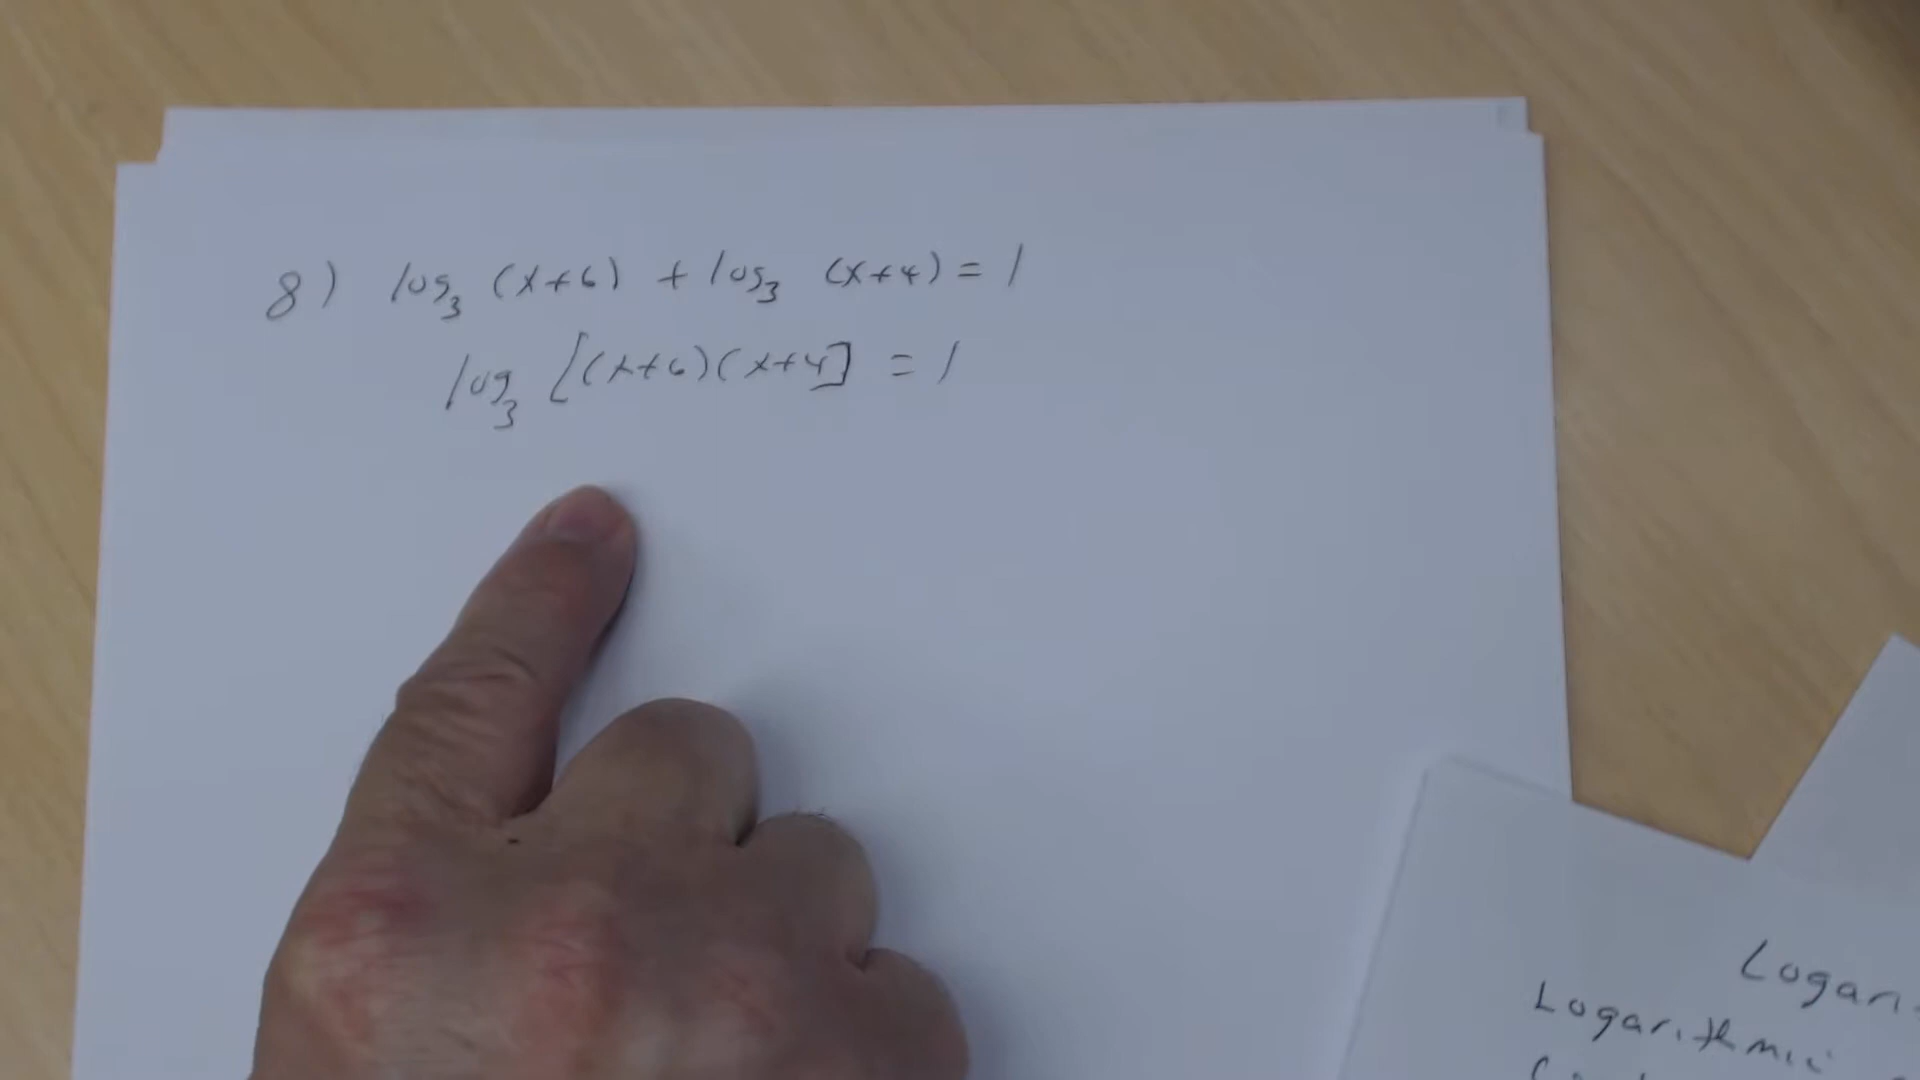 8) log₃ (x+6) + log₃ (x+4) = 1
log₃ [(x+6)(x+4] = 1
Logari
Logarithmic